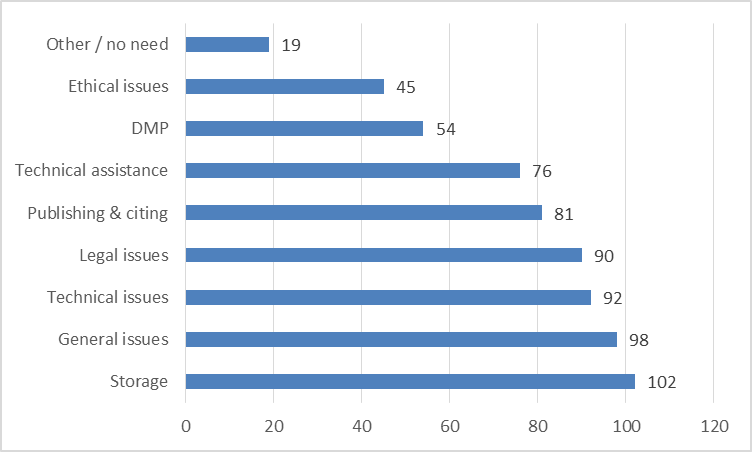 Other / no need 19
Ethical issues 45
DMP 54
Technical assistance 76
Publishing & citing 81
Legal issues 90
Technical issues 92
General issues 98
Storage 102
0 20 40 60 80 100 120